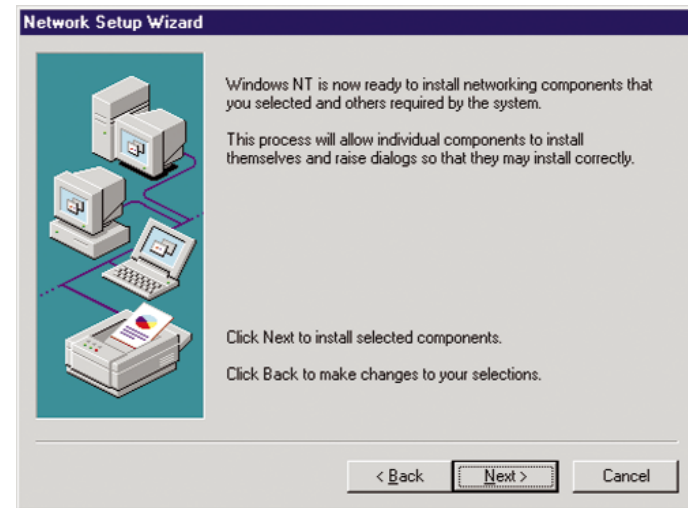 Network Setup Wizard
Windows NT is now ready to install networking components that
you selected and others required by the system.
This process will allow individual components to install
themselves and raise dialogs so that they may install correctly.
Click Next to install selected components.
Click Back to make changes to your selections.
< Back
Next >
Cancel